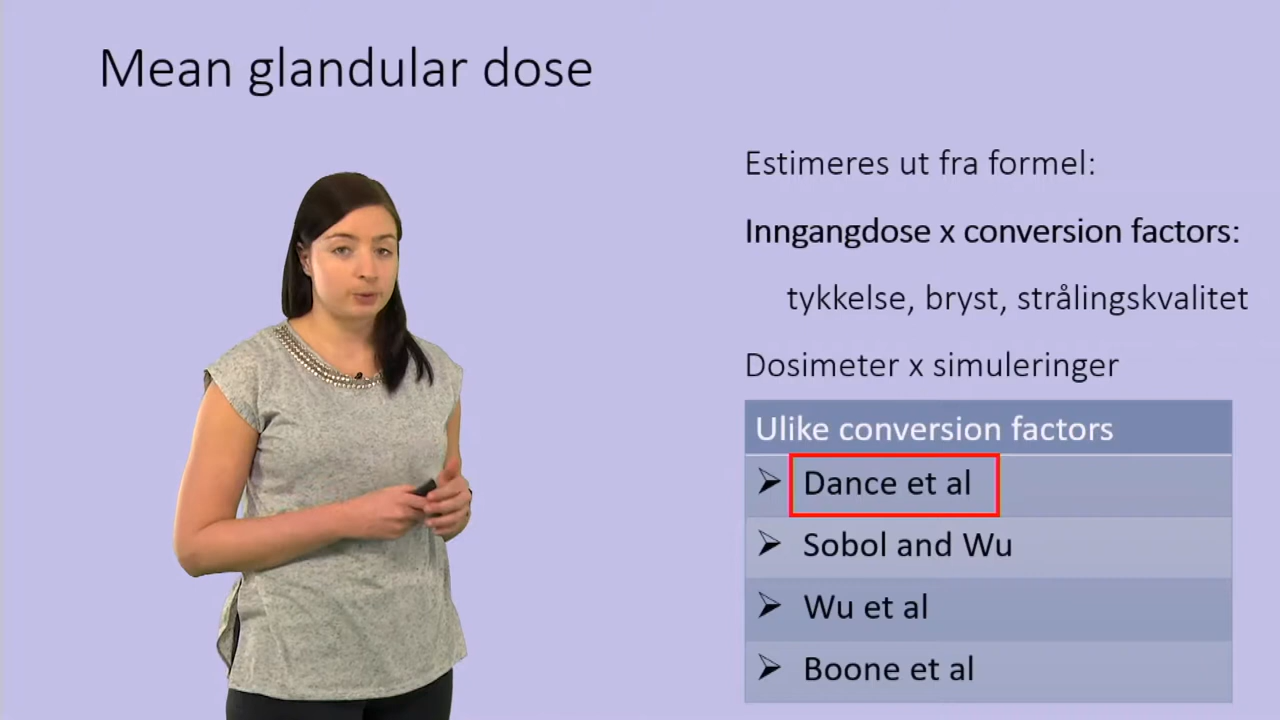 Mean glandular dose
Estimeres ut fra formel:
Inngangdose x conversion factors:
tykkelse, bryst, strålingskvalitet
Dosimeter x simuleringer
Ulike conversion factors
➢ Dance et al
➢ Sobol and Wu
➢ Wu et al
➢ Boone et al